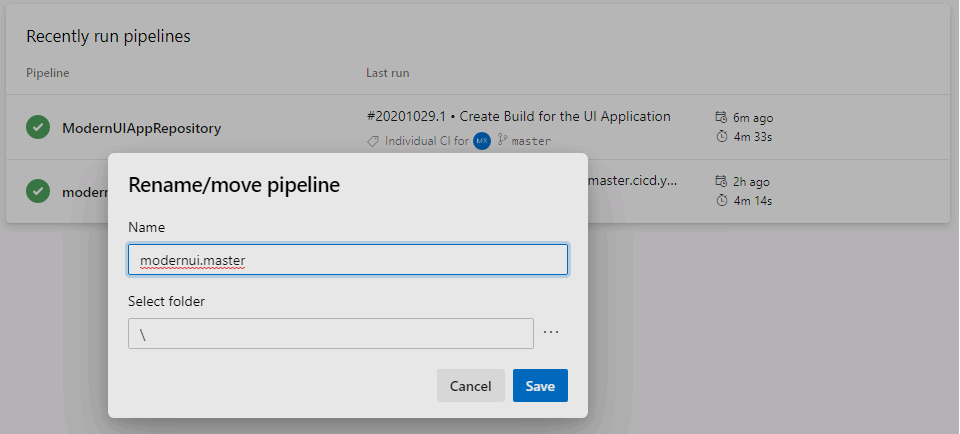 Recently run pipelines
Pipeline Last run
ModernUIAppRepository
#20201029.1 • Create Build for the UI Application
6m ago
Individual CI for MR master
4m 33s
master.cicd.y...
2h ago
4m 14s
Rename/move pipeline
Name
modernui.master
Select folder
\
...
Cancel Save